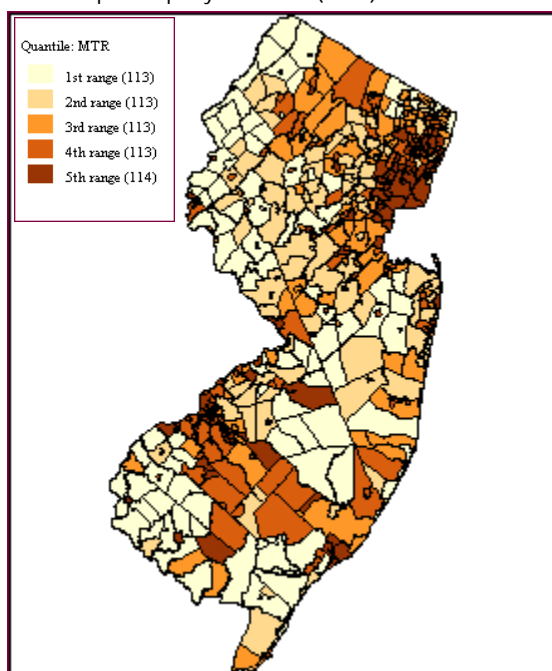 Quantile: MTR
1st range (113)
2nd range (113)
3rd range (113)
4th range (113)
5th range (114)